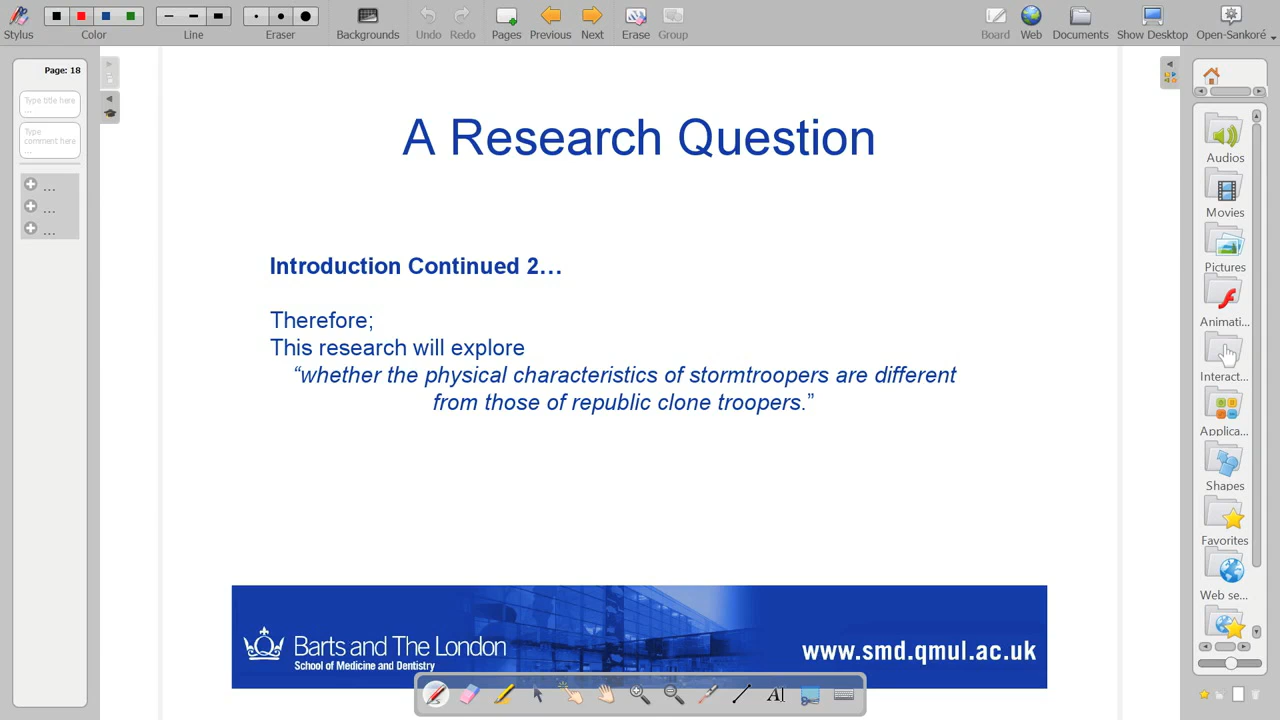 Stylus
Color
Line
Eraser
Backgrounds
Undo
Redo
Pages
Previous
Next
Erase
Group
Board
Web
Documents
Show Desktop
Open-Sankoré
Page: 18
Type title here
...
Type
comment here
...
...
...
...
A Research Question
Introduction Continued 2…
Therefore;
This research will explore
“whether the physical characteristics of stormtroopers are different
from those of republic clone troopers.”
Barts and The London
School of Medicine and Dentistry
www.smd.qmul.ac.uk
AI
Audios
Movies
Pictures
Animati...
Interact...
Applica...
Shapes
Favorites
Web se...